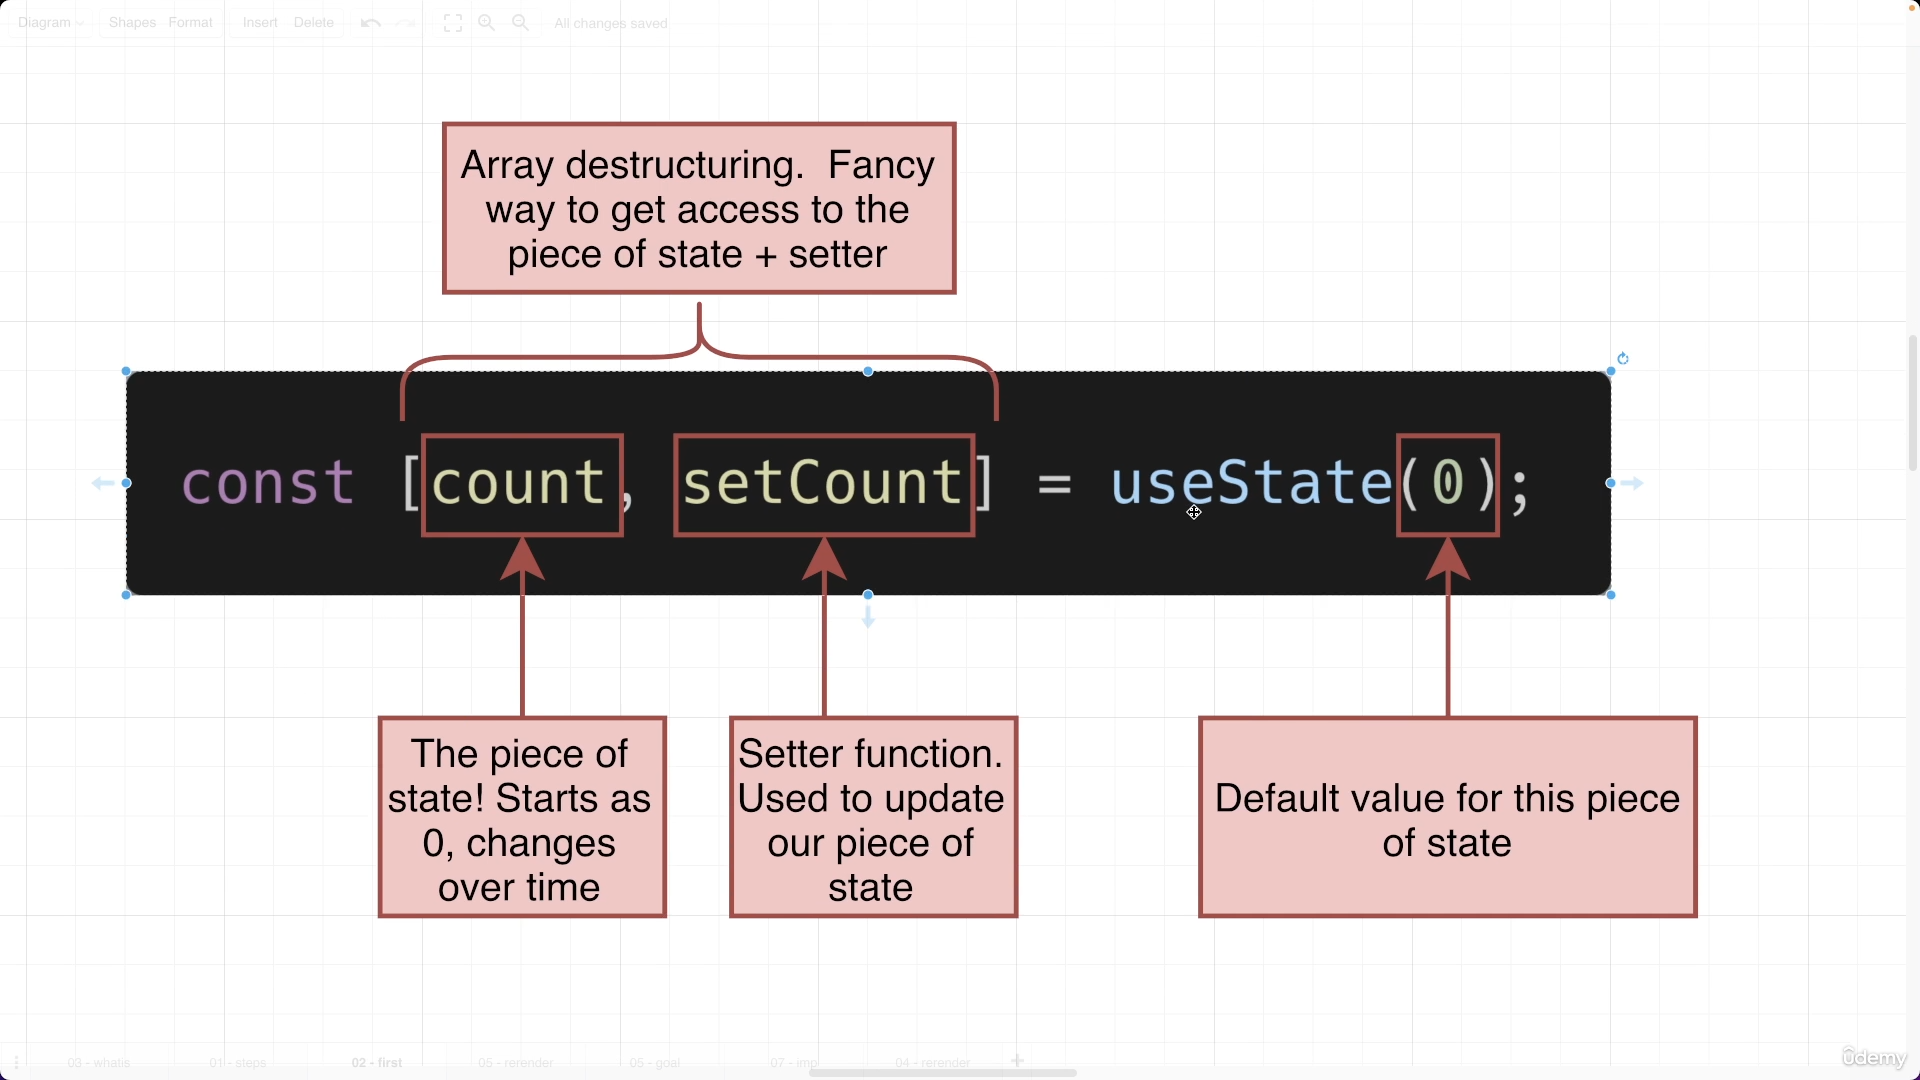 Diagram Shapes Format Insert Delete All changes saved
Array destructuring. Fancy
way to get access to the
piece of state + setter
const [count, setCount] = useState(0);
The piece of
state! Starts as
0, changes
over time
Setter function.
Used to update
our piece of
state
Default value for this piece
of state
03 - whatis 01 - steps 02 - first 05 - rerender 05 - goal 07 - imp 04 - rerender
ûdemy